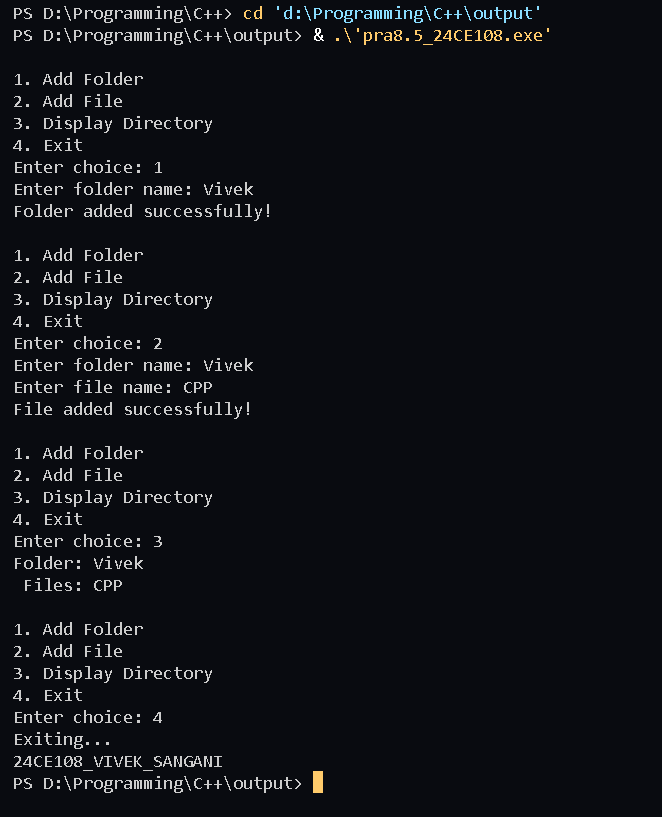 PS D:\Programming\C++> cd 'd:\Programming\C++\output'
PS D:\Programming\C++\output> & .\'pra8.5_24CE108.exe'
1. Add Folder
2. Add File
3. Display Directory
4. Exit
Enter choice: 1
Enter folder name: Vivek
Folder added successfully!
1. Add Folder
2. Add File
3. Display Directory
4. Exit
Enter choice: 2
Enter folder name: Vivek
Enter file name: CPP
File added successfully!
1. Add Folder
2. Add File
3. Display Directory
4. Exit
Enter choice: 3
Folder: Vivek
 Files: CPP
1. Add Folder
2. Add File
3. Display Directory
4. Exit
Enter choice: 4
Exiting...
24CE108_VIVEK_SANGANI
PS D:\Programming\C++\output>